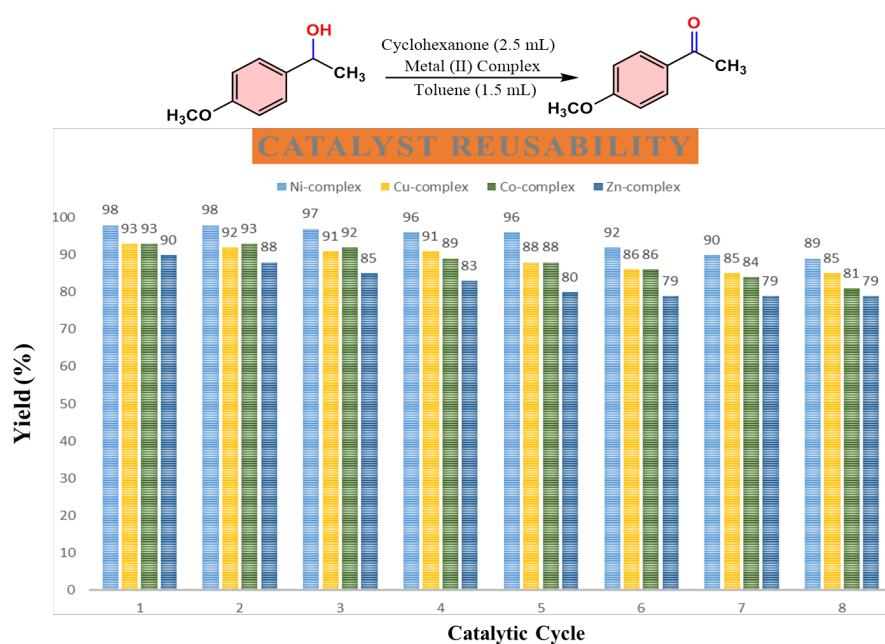 OH
CH₃
H₃CO
Cyclohexanone (2.5 mL)
Metal (II) Complex
Toluene (1.5 mL)
O
CH₃
H₃CO
CATALYST REUSABILITY
Ni-complex Cu-complex Co-complex Zn-complex
100
90
80
70
60
50
40
30
20
10
0
98 93 93 90
98 92 93 88
97 91 92 85
96 91 89 83
96 88 88 80
92 86 86 79
90 85 84 79
89 85 81 79
1 2 3 4 5 6 7 8
Yield (%)
Catalytic Cycle